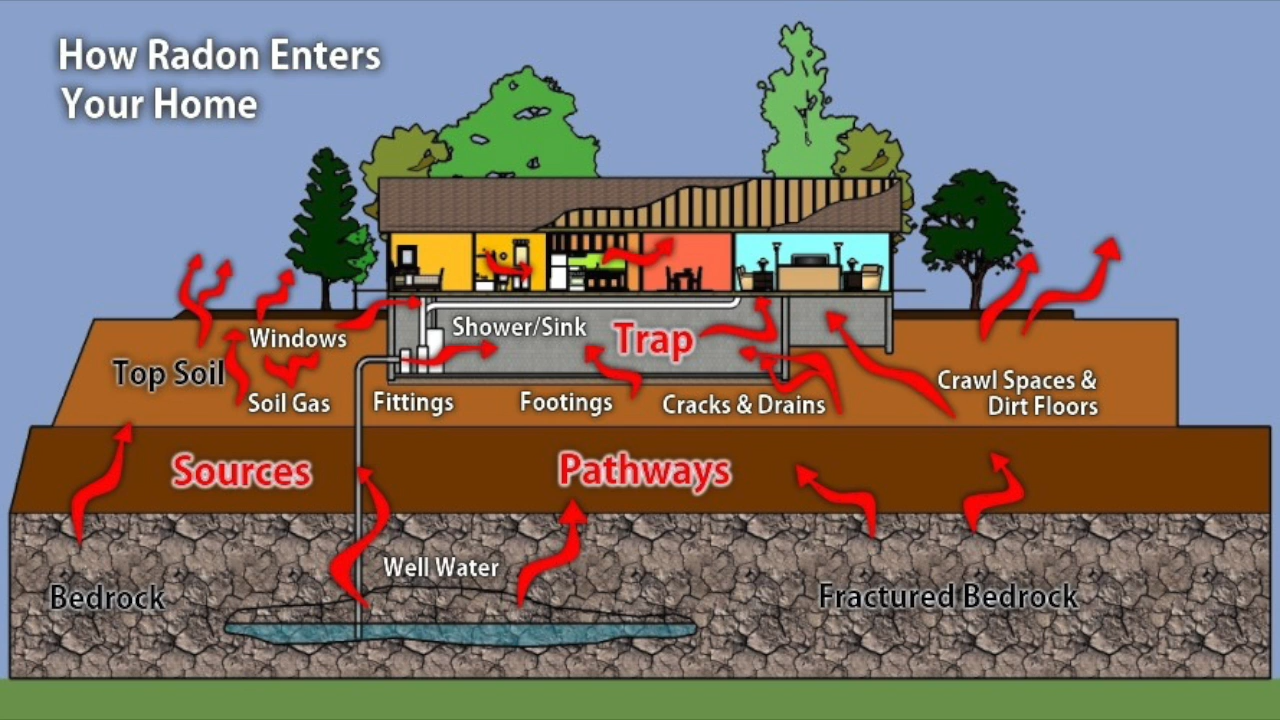 How Radon Enters
Your Home
Windows
Shower/Sink
Trap
Top Soil
Soil Gas
Fittings
Footings
Cracks & Drains
Crawl Spaces &
Dirt Floors
Sources
Pathways
Well Water
Bedrock
Fractured Bedrock